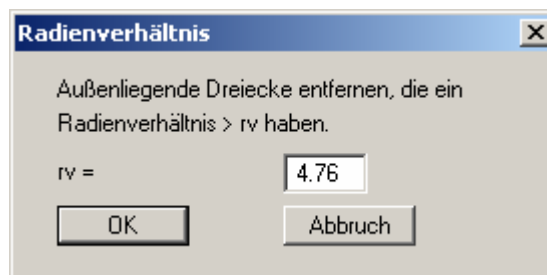 Radienverhältnis
Außenliegende Dreiecke entfernen, die ein
Radienverhältnis > rv haben.
rv = 4.76
OK Abbruch